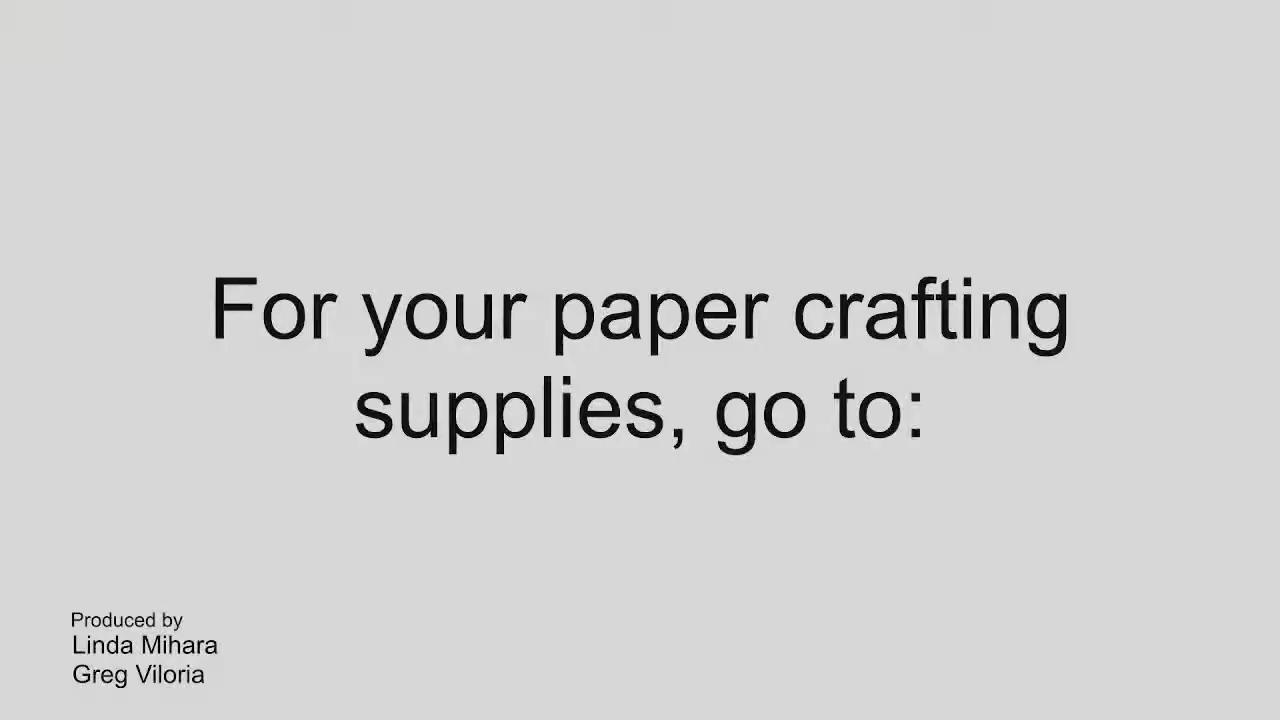 For your paper crafting
supplies, go to:
Produced by
Linda Mihara
Greg Viloria